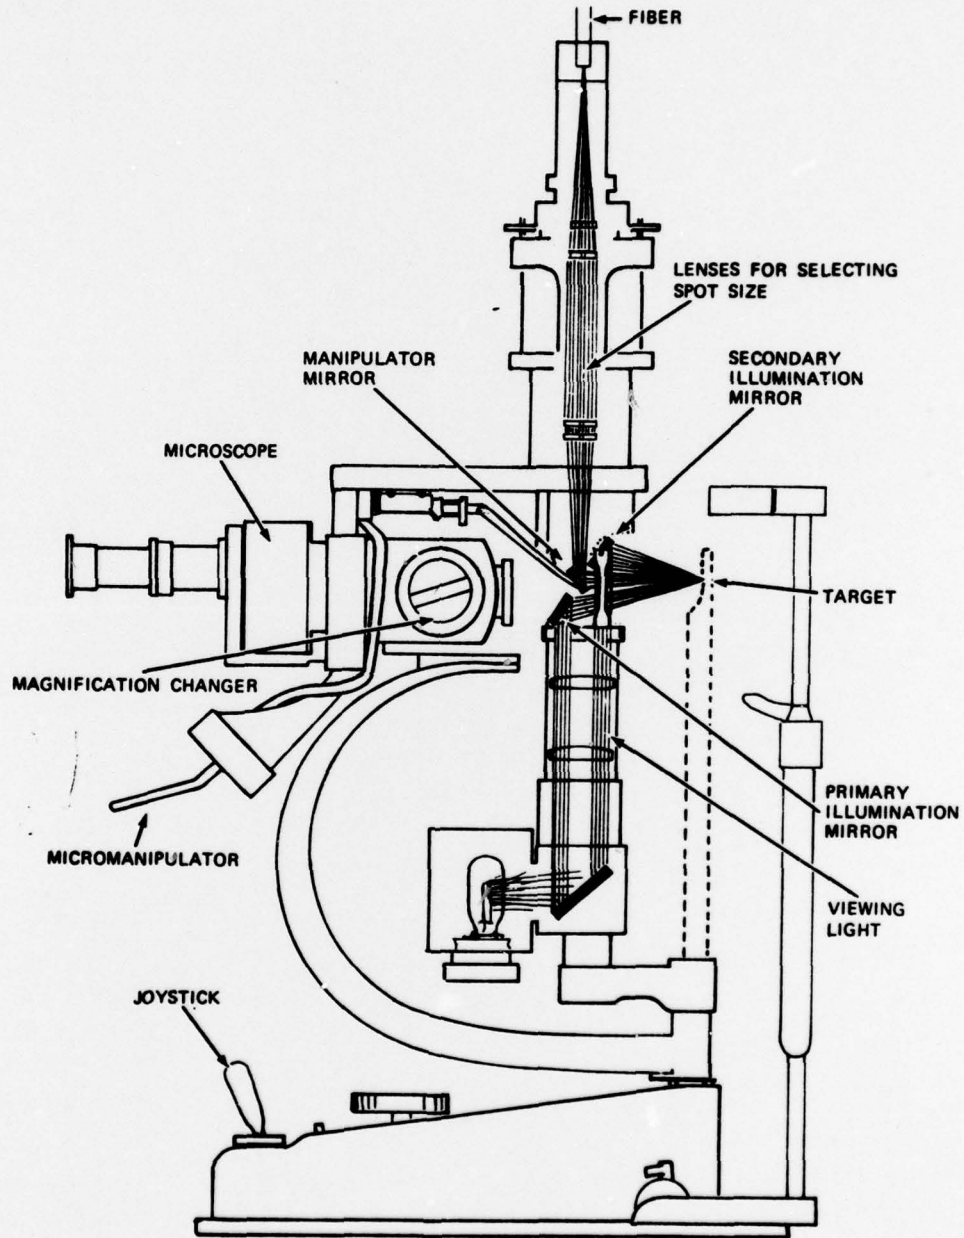 FIBER
LENSES FOR SELECTING
SPOT SIZE
MANIPULATOR
MIRROR
SECONDARY
ILLUMINATION
MIRROR
MICROSCOPE
TARGET
MAGNIFICATION CHANGER
PRIMARY
ILLUMINATION
MIRROR
MICROMANIPULATOR
VIEWING
LIGHT
JOYSTICK